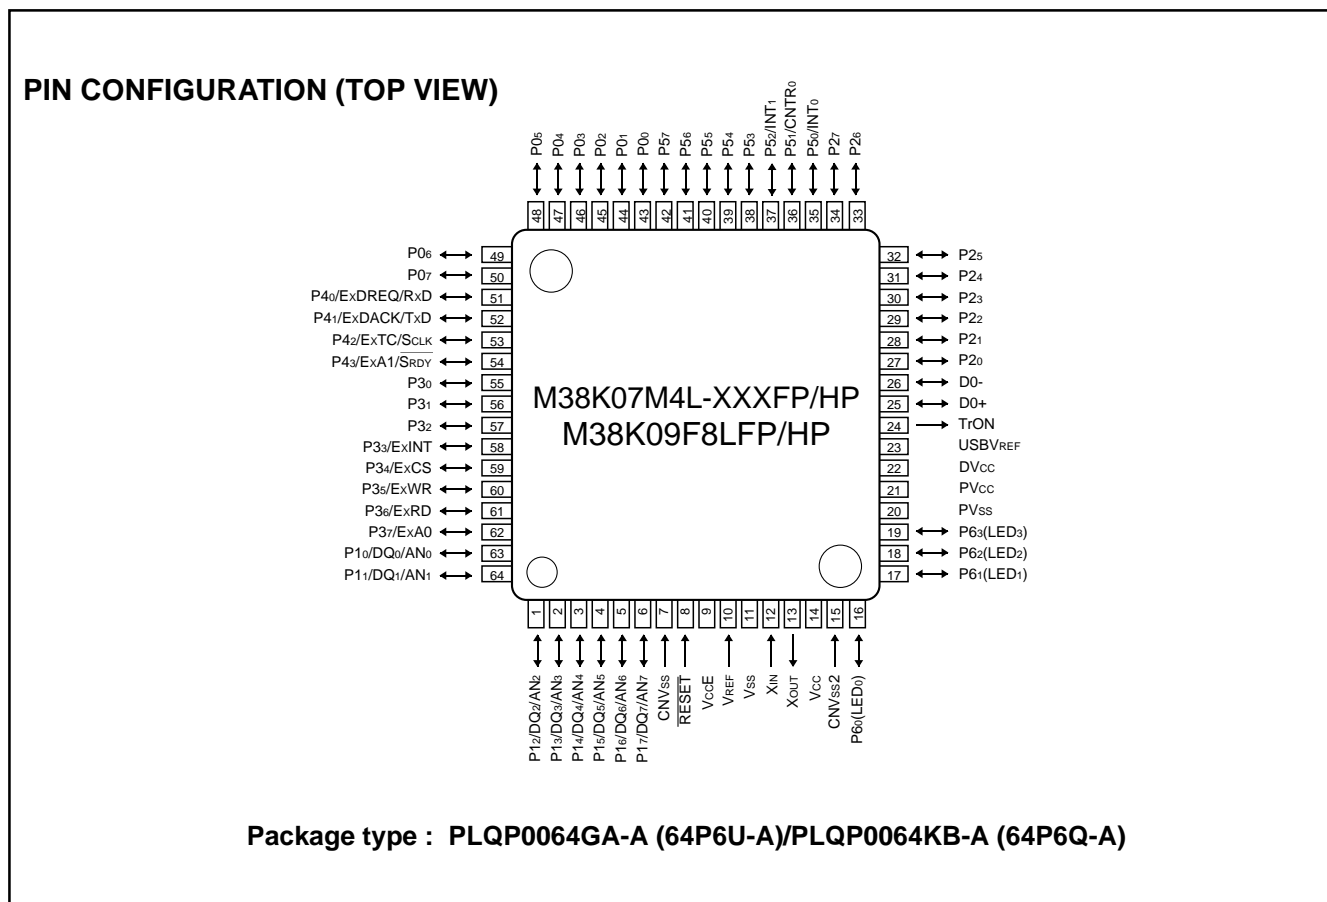 PIN CONFIGURATION (TOP VIEW)
P05
P04
P03
P02
P01
P00
P57
P56
P55
P54
P53
P52/INT1
P51/CNTR0
P50/INT0
P27
P26
48
47
46
45
44
43
42
41
40
39
38
37
36
35
34
33
P06 49
P07 50
P40/EXDREQ/RXD 51
P41/EXDACK/TXD 52
P42/EXTC/SCLK 53
P43/EXA1/S̅R̅D̅Y̅ 54
P30 55
P31 56
P32 57
P33/EXINT 58
P34/EXCS 59
P35/EXWR 60
P36/EXRD 61
P37/EXA0 62
P10/DQ0/AN0 63
P11/DQ1/AN1 64
M38K07M4L-XXXFP/HP
M38K09F8LFP/HP
32 P25
31 P24
30 P23
29 P22
28 P21
27 P20
26 D0-
25 D0+
24 TrON
23 USBVREF
22 DVCC
21 PVCC
20 PVSS
19 P63(LED3)
18 P62(LED2)
17 P61(LED1)
1
2
3
4
5
6
7
8
9
10
11
12
13
14
15
16
P12/DQ2/AN2
P13/DQ3/AN3
P14/DQ4/AN4
P15/DQ5/AN5
P16/DQ6/AN6
P17/DQ7/AN7
CNVSS
R̅E̅S̅E̅T̅
VCCE
VREF
VSS
XIN
XOUT
VCC
CNVSS2
P60(LED0)
Package type : PLQP0064GA-A (64P6U-A)/PLQP0064KB-A (64P6Q-A)